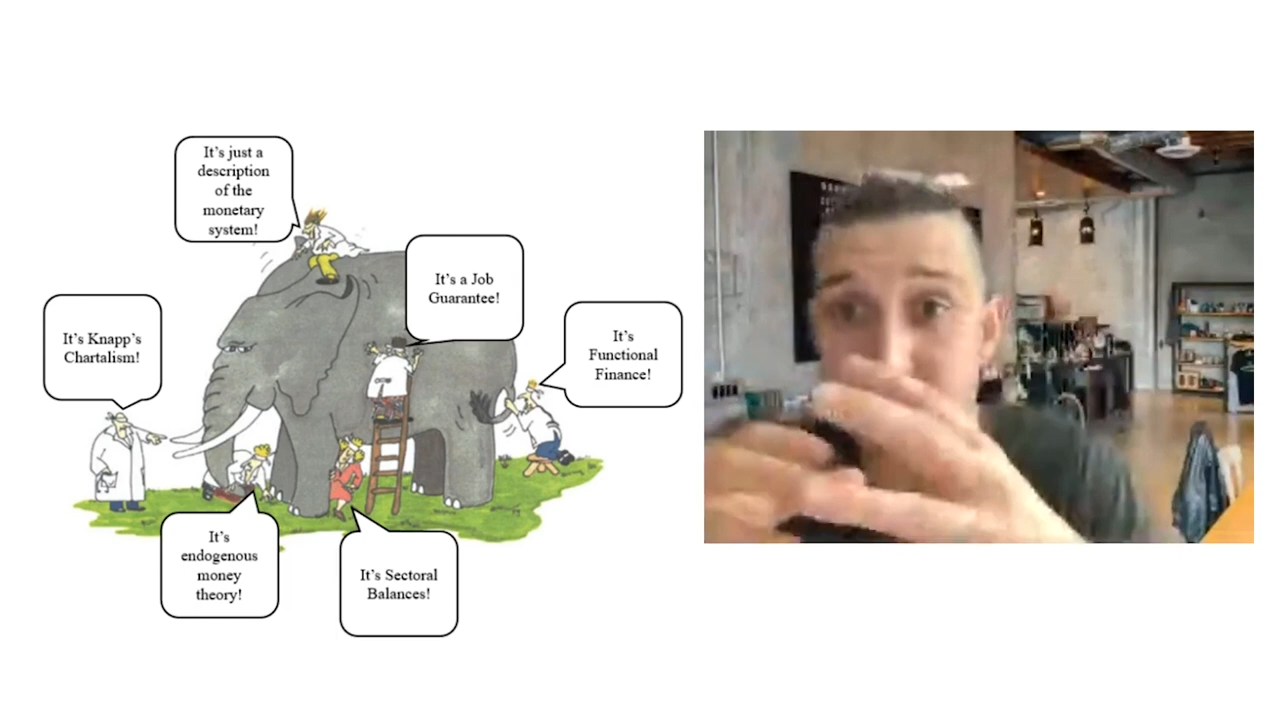 It's just a
description
of the
monetary
system!
It's a Job
Guarantee!
It's Knapp's
Chartalism!
It's
Functional
Finance!
It's
endogenous
money
theory!
It's Sectoral
Balances!